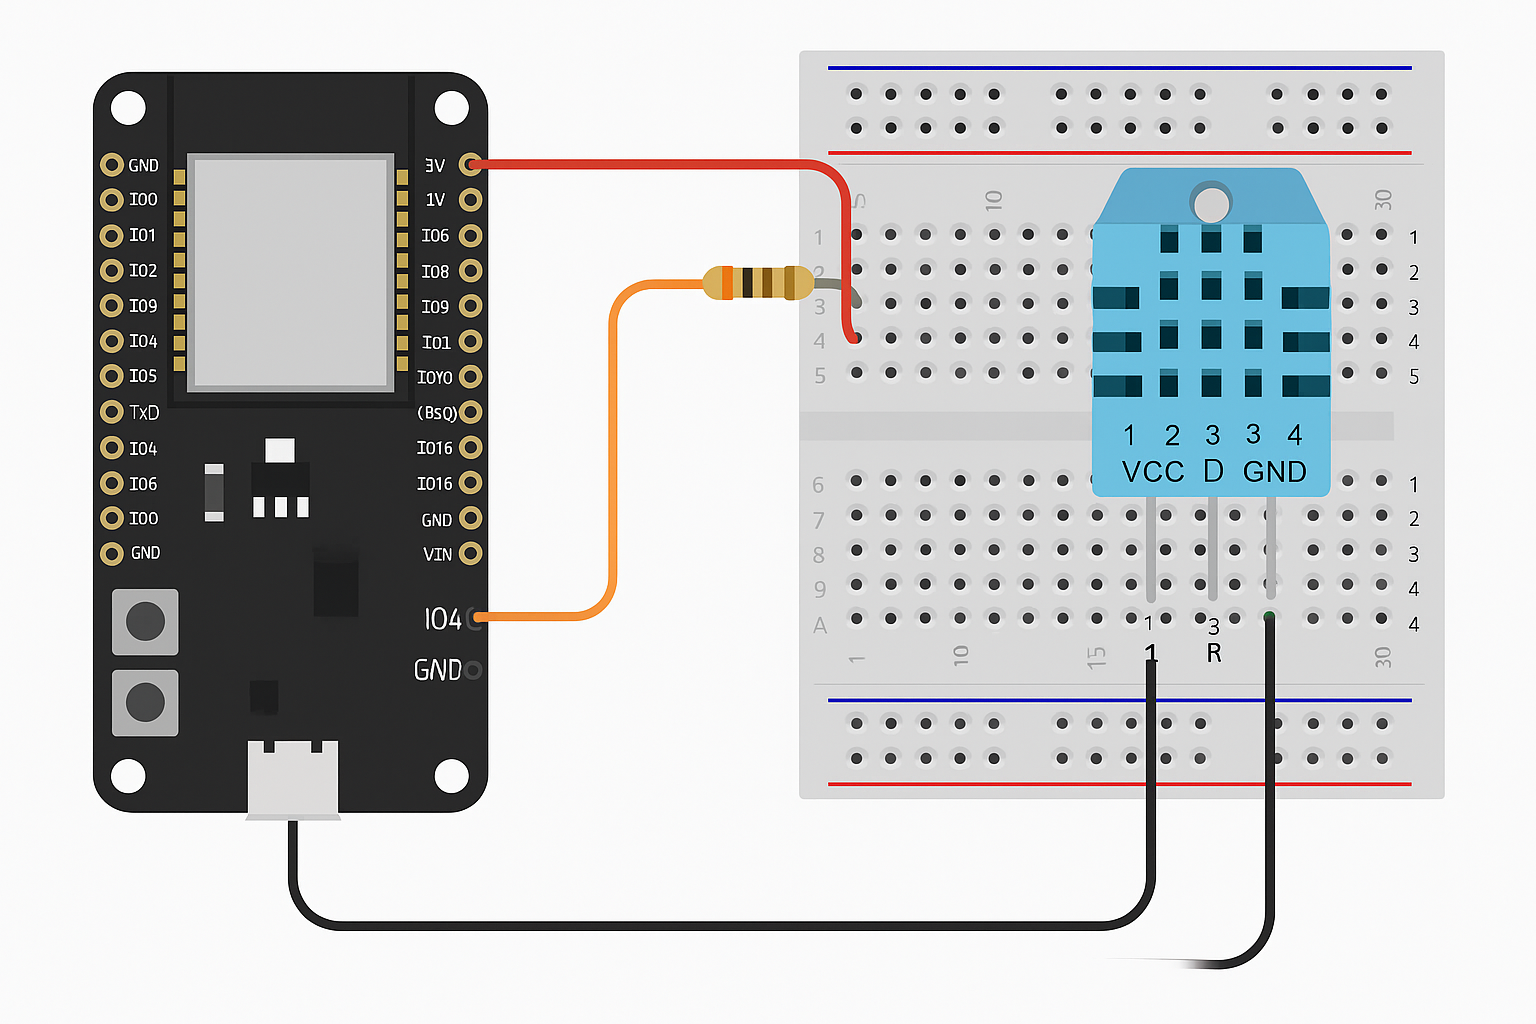 GND
IO0
IO1
IO2
IO9
IO4
IO5
TxD
IO4
IO6
IO0
GND
3V
1V
IO6
IO8
IO9
IO1
IOYO
(BsQ)
IO16
IO16
GND
VIN
IO4
GND
5 10 30
1 1
2 2
3 3
4 4
5 5
1 2 3 3 4
VCC D GND
6 1
7 2
8 3
9 4
A 4
1 3
1 10 15 1 R 30